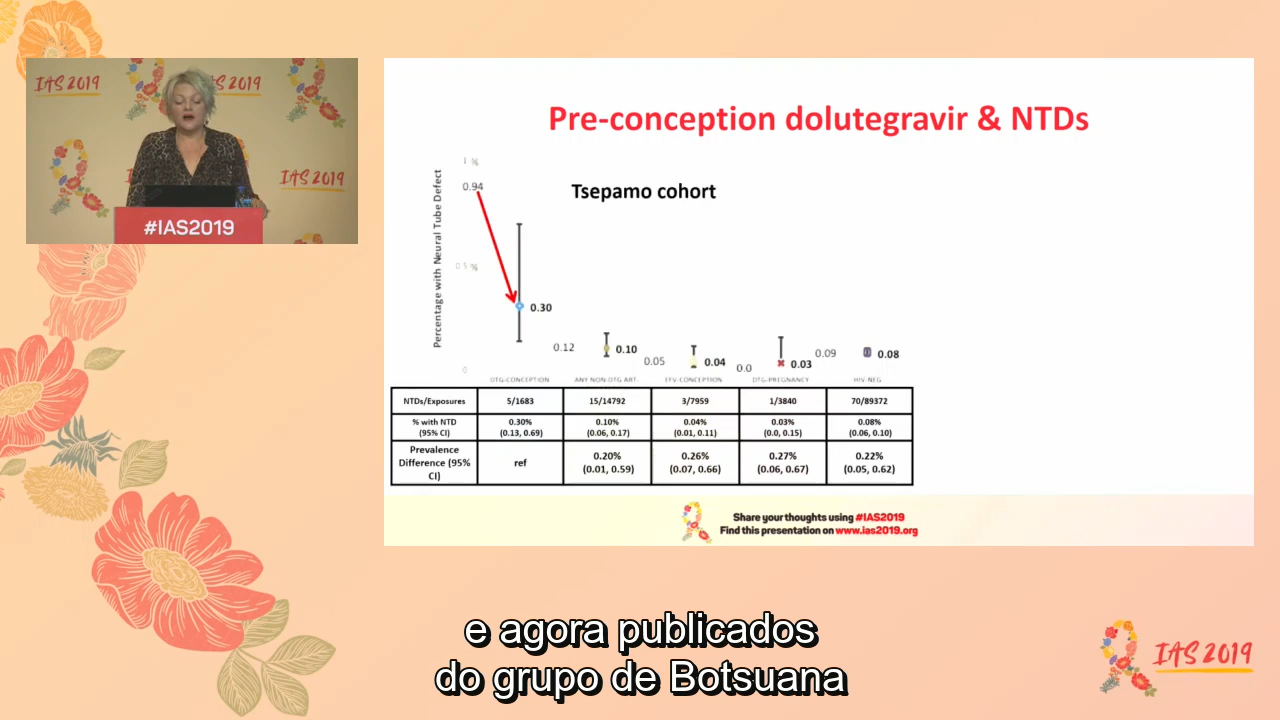 IAS 2019
IAS 2019
IAS 2019
#IAS2019
Pre-conception dolutegravir & NTDs
Tsepamo cohort
Percentage with Neural Tube Defect
1 %
0.94
0.5 %
0
0.30
0.12
0.10
0.05
0.04
0.0
0.03
0.09
0.08
DTG-CONCEPTION ANY NON-DTG ART EFV-CONCEPTION DTG-PREGNANCY HIV-NEG
NTDs/Exposures 5/1683 15/14792 3/7959 1/3840 70/89372
% with NTD 0.30% 0.10% 0.04% 0.03% 0.08%
(95% CI) (0.13, 0.69) (0.06, 0.17) (0.01, 0.11) (0.0, 0.15) (0.06, 0.10)
Prevalence
Difference (95%
CI)
ref
0.20% 0.26% 0.27% 0.22%
(0.01, 0.59) (0.07, 0.66) (0.06, 0.67) (0.05, 0.62)
Share your thoughts using #IAS2019
Find this presentation on www.ias2019.org
e agora publicados
do grupo de Botsuana
IAS 2019